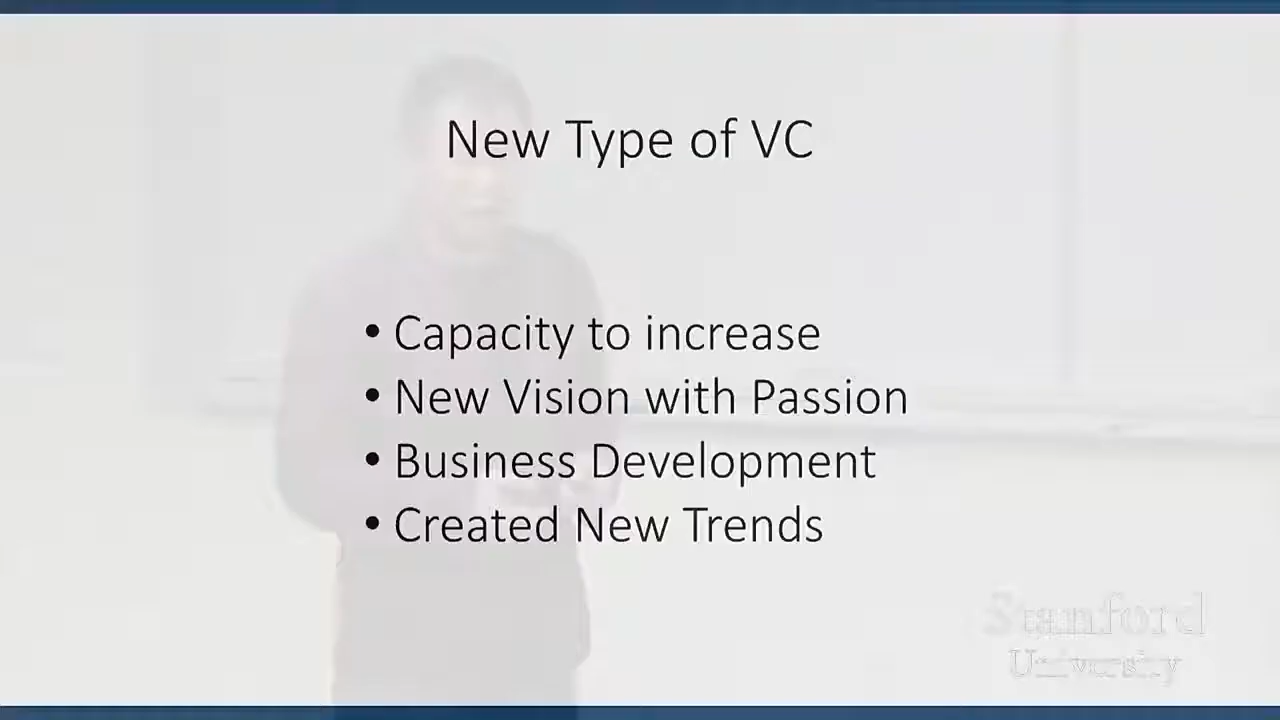 New Type of VC
• Capacity to increase
• New Vision with Passion
• Business Development
• Created New Trends
Stanford
University